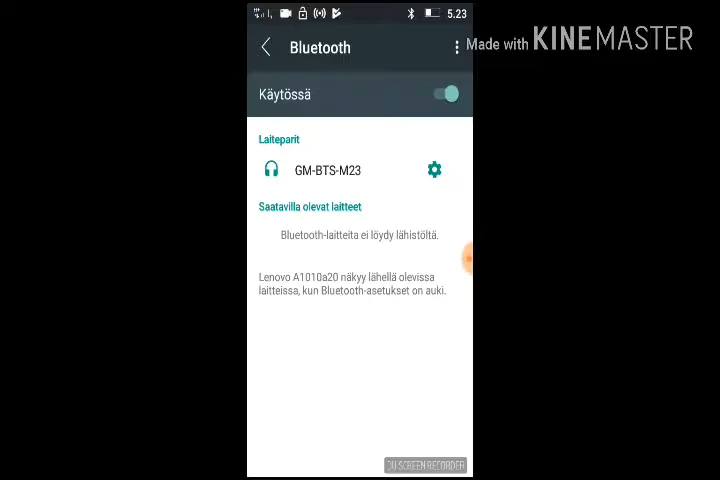 5.23
Bluetooth
Made with KINEMASTER
Käytössä
Laiteparit
GM-BTS-M23
Saatavilla olevat laitteet
Bluetooth-laitteita ei löydy lähistöltä.
Lenovo A1010a20 näkyy lähellä olevissa
laitteissa, kun Bluetooth-asetukset on auki.
DU SCREEN RECORDER